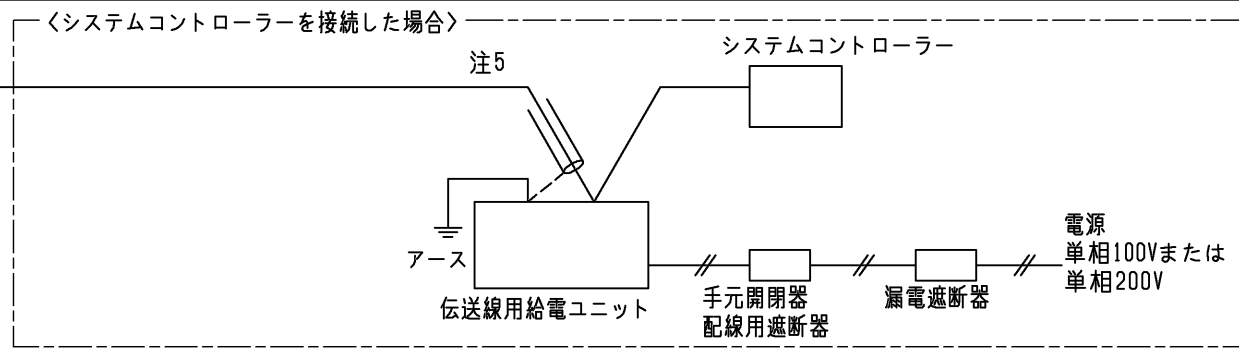 〈システムコントローラーを接続した場合〉
システムコントローラー
注5
アース
伝送線用給電ユニット
手元開閉器
配線用遮断器
漏電遮断器
電源
単相100Vまたは
単相200V